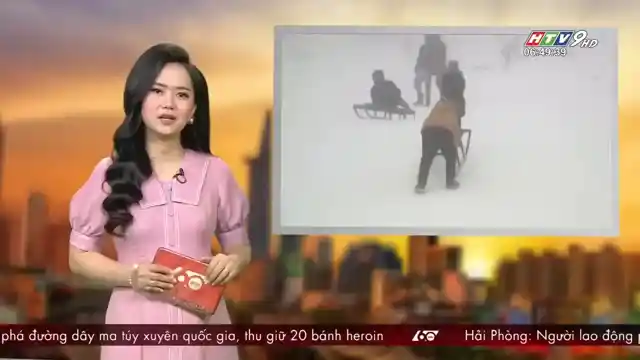 HTV9 HD
06:49:39
phá đường dây ma túy xuyên quốc gia, thu giữ 20 bánh heroin 60 Hải Phòng: Người lao động